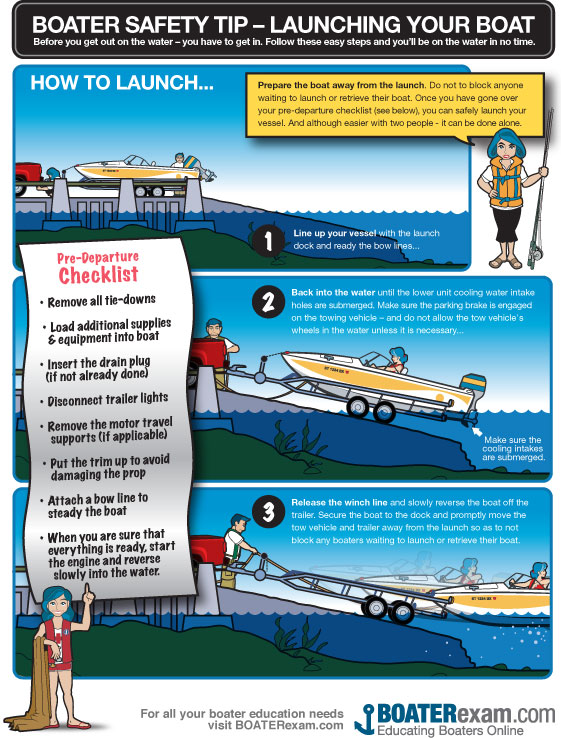 BOATER SAFETY TIP – LAUNCHING YOUR BOAT
Before you get out on the water – you have to get in. Follow these easy steps and you'll be on the water in no time.
HOW TO LAUNCH...
Prepare the boat away from the launch. Do not to block anyone
waiting to launch or retrieve their boat. Once you have gone over
your pre-departure checklist (see below), you can safely launch your
vessel. And although easier with two people - it can be done alone.
1
Line up your vessel with the launch
dock and ready the bow lines...
Pre-Departure
Checklist
• Remove all tie-downs
• Load additional supplies
& equipment into boat
• Insert the drain plug
(if not already done)
• Disconnect trailer lights
• Remove the motor travel
supports (if applicable)
• Put the trim up to avoid
damaging the prop
• Attach a bow line to
steady the boat
• When you are sure that
everything is ready, start
the engine and reverse
slowly into the water.
2
Back into the water until the lower unit cooling water intake
holes are submerged. Make sure the parking brake is engaged
on the towing vehicle – and do not allow the tow vehicle's
wheels in the water unless it is necessary...
Make sure the
cooling intakes
are submerged.
3
Release the winch line and slowly reverse the boat off the
trailer. Secure the boat to the dock and promptly move the
tow vehicle and trailer away from the launch so as to not
block any boaters waiting to launch or retrieve their boat.
For all your boater education needs
visit BOATERexam.com
BOATERexam.com
Educating Boaters Online